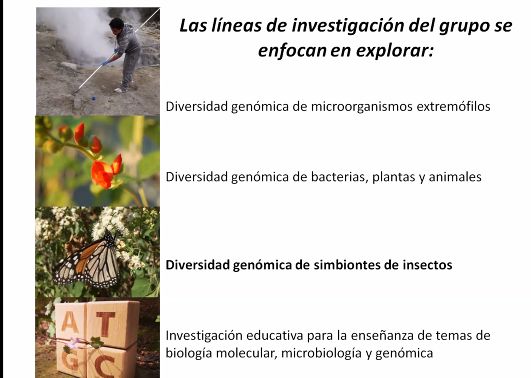 Las líneas de investigación del grupo se
enfocan en explorar:
Diversidad genómica de microorganismos extremófilos
Diversidad genómica de bacterias, plantas y animales
Diversidad genómica de simbiontes de insectos
A T
G C
Investigación educativa para la enseñanza de temas de
biología molecular, microbiología y genómica